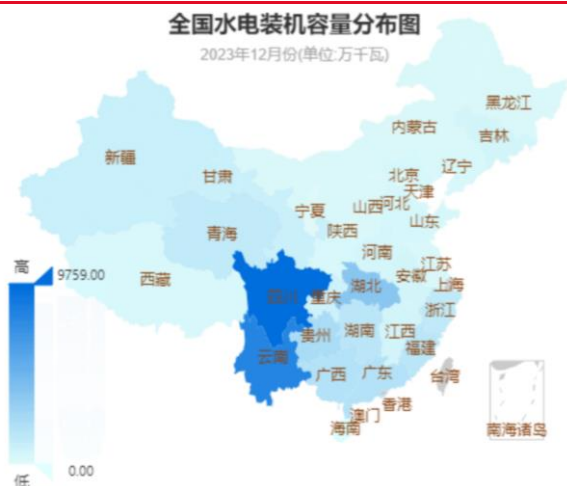 全国水电装机容量分布图
2023年12月份(单位:万千瓦)
黑龙江
内蒙古
吉林
新疆
辽宁
甘肃
北京
天津
宁夏
山西
河北
山东
陕西
青海
河南
高
9759.00
西藏
江苏
安徽
上海
湖北
四川
重庆
浙江
贵州
湖南
江西
云南
福建
广西
广东
台湾
香港
澳门
海南
南海诸岛
0.00
低